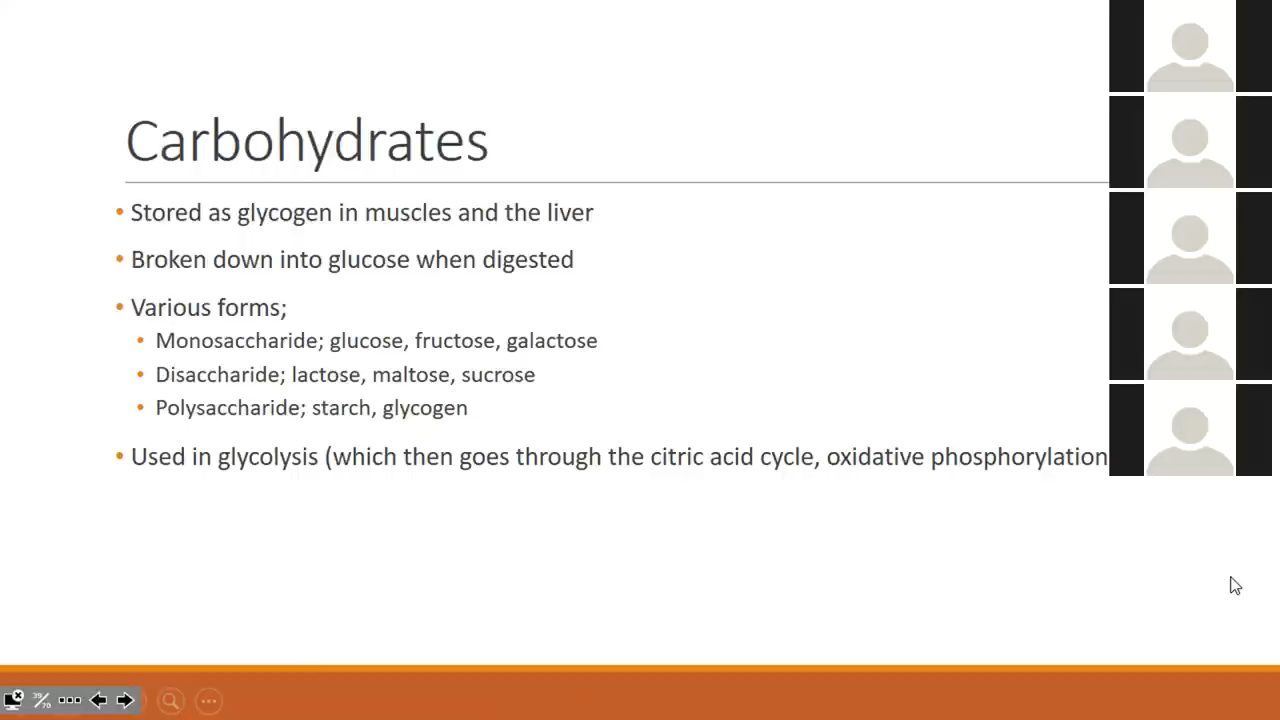 Carbohydrates
• Stored as glycogen in muscles and the liver
• Broken down into glucose when digested
• Various forms;
• Monosaccharide; glucose, fructose, galactose
• Disaccharide; lactose, maltose, sucrose
• Polysaccharide; starch, glycogen
• Used in glycolysis (which then goes through the citric acid cycle, oxidative phosphorylation
39/70